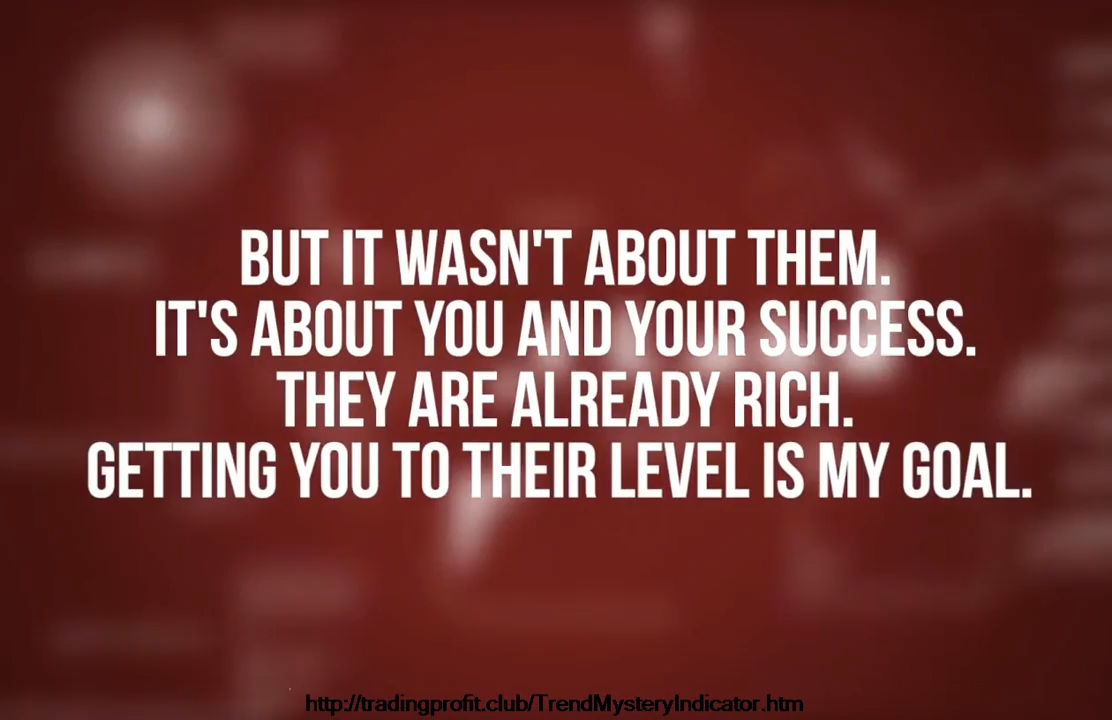 BUT IT WASN'T ABOUT THEM.
IT'S ABOUT YOU AND YOUR SUCCESS.
THEY ARE ALREADY RICH.
GETTING YOU TO THEIR LEVEL IS MY GOAL.
http://tradingprofit.club/TrendMysteryIndicator.htm